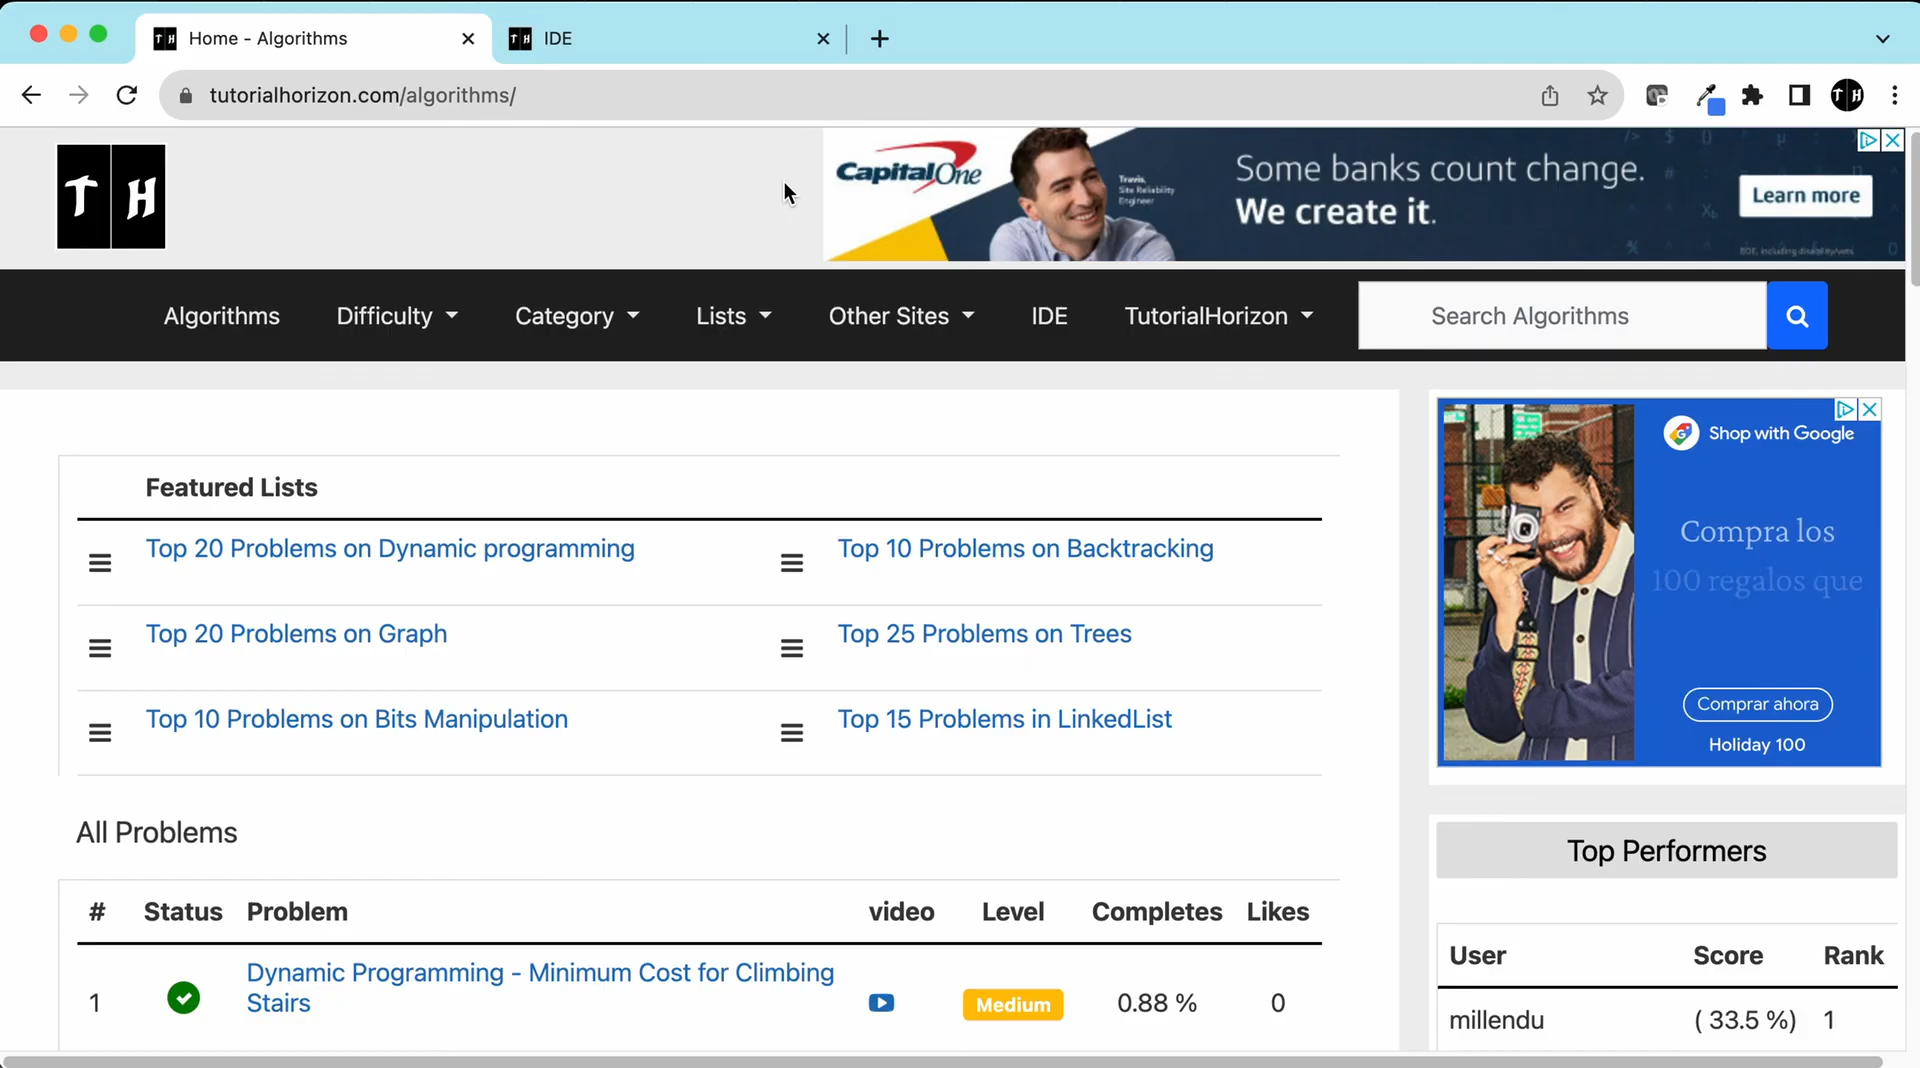 Home - Algorithms
IDE
tutorialhorizon.com/algorithms/
T H
T H
Capital One
Travis,
Site Reliability
Engineer
Some banks count change.
We create it.
Learn more
Algorithms Difficulty Category Lists Other Sites IDE TutorialHorizon Search Algorithms
Featured Lists
Top 20 Problems on Dynamic programming
Top 10 Problems on Backtracking
Top 20 Problems on Graph
Top 25 Problems on Trees
Top 10 Problems on Bits Manipulation
Top 15 Problems in LinkedList
All Problems
# Status Problem video Level Completes Likes
1 Dynamic Programming - Minimum Cost for Climbing
Stairs
Medium 0.88 % 0
Shop with Google
Compra los
100 regalos que
Comprar ahora
Holiday 100
Top Performers
User Score Rank
millendu ( 33.5 %) 1